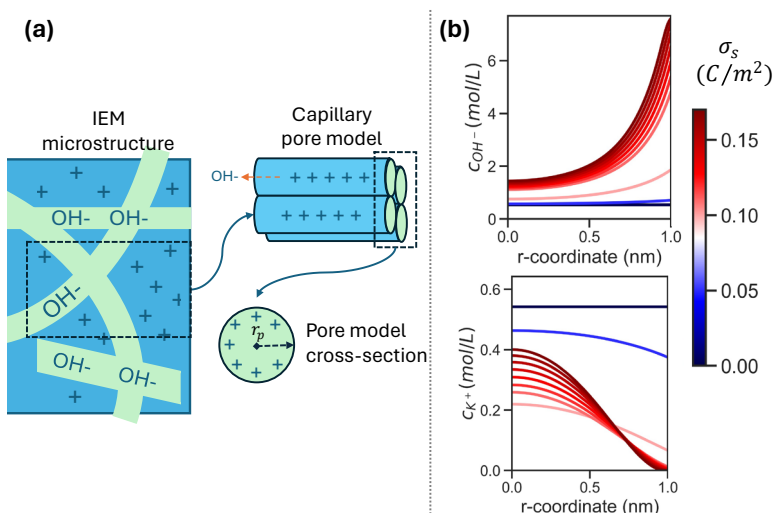 (a)
IEM
microstructure
OH-
OH-
OH-
OH-
OH-
Capillary
pore model
OH-
r_p
Pore model
cross-section
(b)
c_{OH^-}(mol/L)
6
4
2
0
0.0
0.5
1.0
r-coordinate (nm)
c_{K^+}(mol/L)
0.6
0.4
0.2
0.0
0.0
0.5
1.0
r-coordinate (nm)
σ_s
(C/m²)
0.15
0.10
0.05
0.00